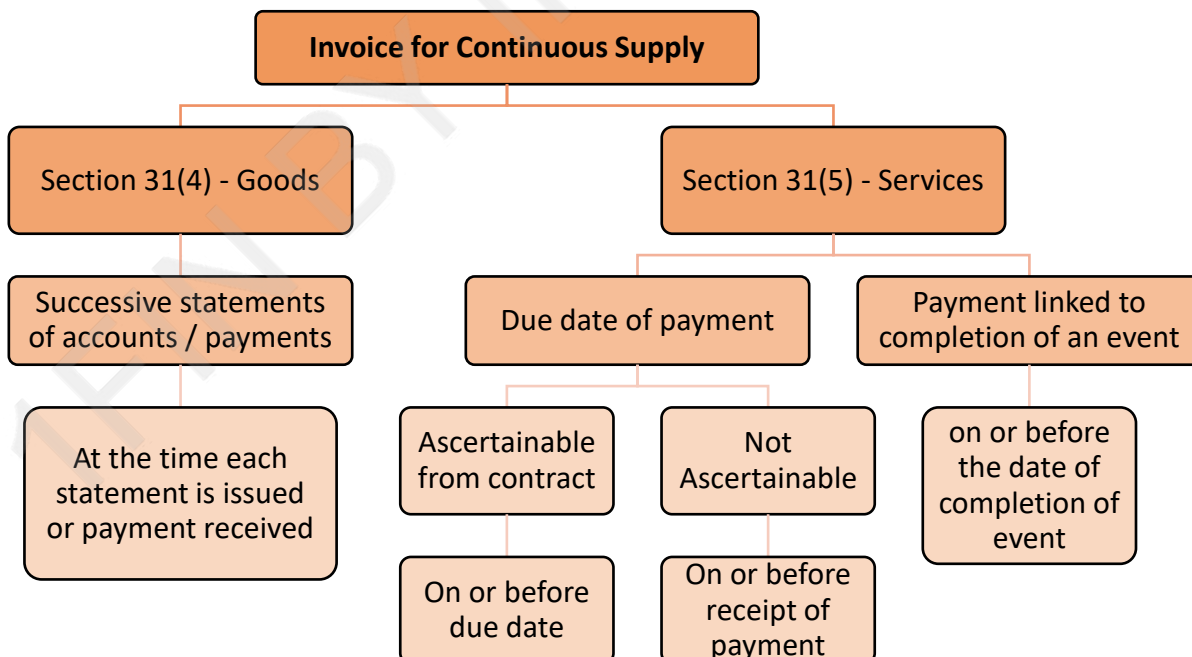 Invoice for Continuous Supply
Section 31(4) - Goods
Section 31(5) - Services
Successive statements
of accounts / payments
Due date of payment
Payment linked to
completion of an event
At the time each
statement is issued
or payment received
Ascertainable
from contract
Not
Ascertainable
on or before
the date of
completion of
event
On or before
due date
On or before
receipt of
payment
1FIN BY